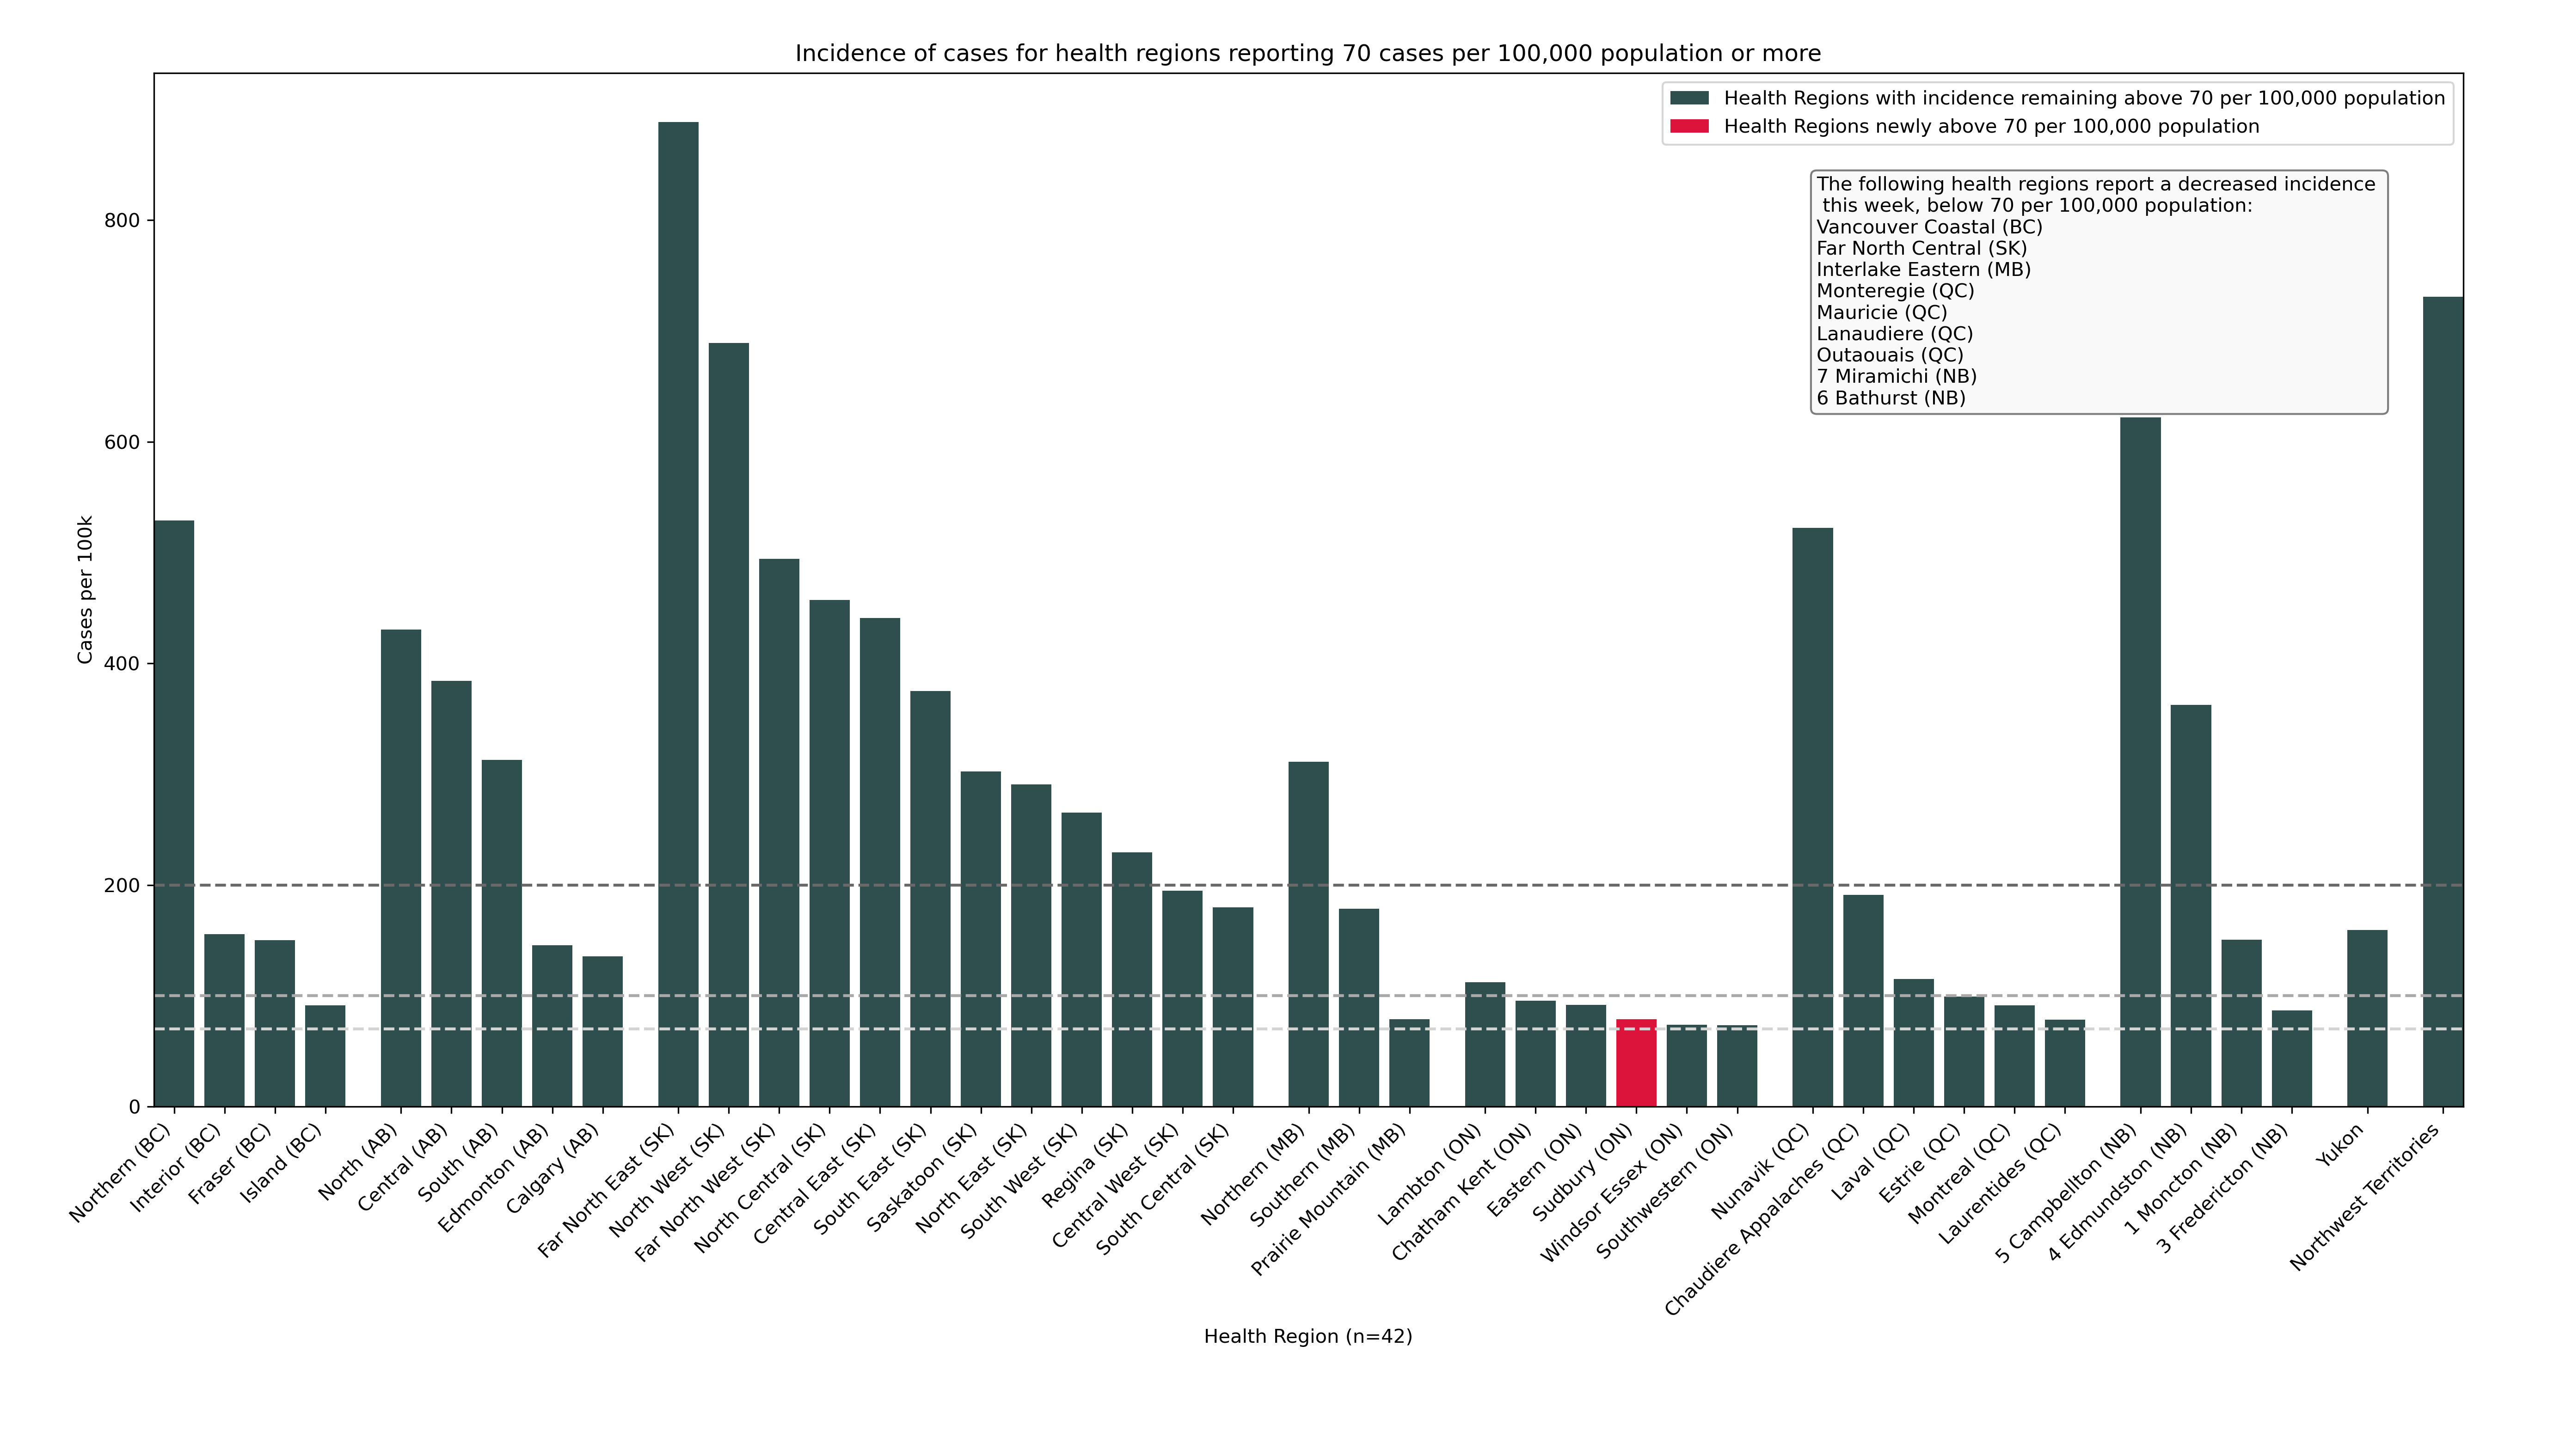 Incidence of cases for health regions reporting 70 cases per 100,000 population or more
Health Regions with incidence remaining above 70 per 100,000 population
Health Regions newly above 70 per 100,000 population
The following health regions report a decreased incidence
this week, below 70 per 100,000 population:
Vancouver Coastal (BC)
Far North Central (SK)
Interlake Eastern (MB)
Monteregie (QC)
Mauricie (QC)
Lanaudiere (QC)
Outaouais (QC)
7 Miramichi (NB)
6 Bathurst (NB)
Cases per 100k
800
600
400
200
0
Northern (BC)
Interior (BC)
Fraser (BC)
Island (BC)
North (AB)
Central (AB)
South (AB)
Edmonton (AB)
Calgary (AB)
Far North East (SK)
North West (SK)
Far North West (SK)
North Central (SK)
Central East (SK)
South East (SK)
Saskatoon (SK)
North East (SK)
South West (SK)
Regina (SK)
Central West (SK)
South Central (SK)
Northern (MB)
Southern (MB)
Prairie Mountain (MB)
Lambton (ON)
Chatham Kent (ON)
Eastern (ON)
Sudbury (ON)
Windsor Essex (ON)
Southwestern (ON)
Nunavik (QC)
Chaudiere Appalaches (QC)
Laval (QC)
Estrie (QC)
Montreal (QC)
Laurentides (QC)
5 Campbellton (NB)
4 Edmundston (NB)
1 Moncton (NB)
3 Fredericton (NB)
Yukon
Northwest Territories
Health Region (n=42)